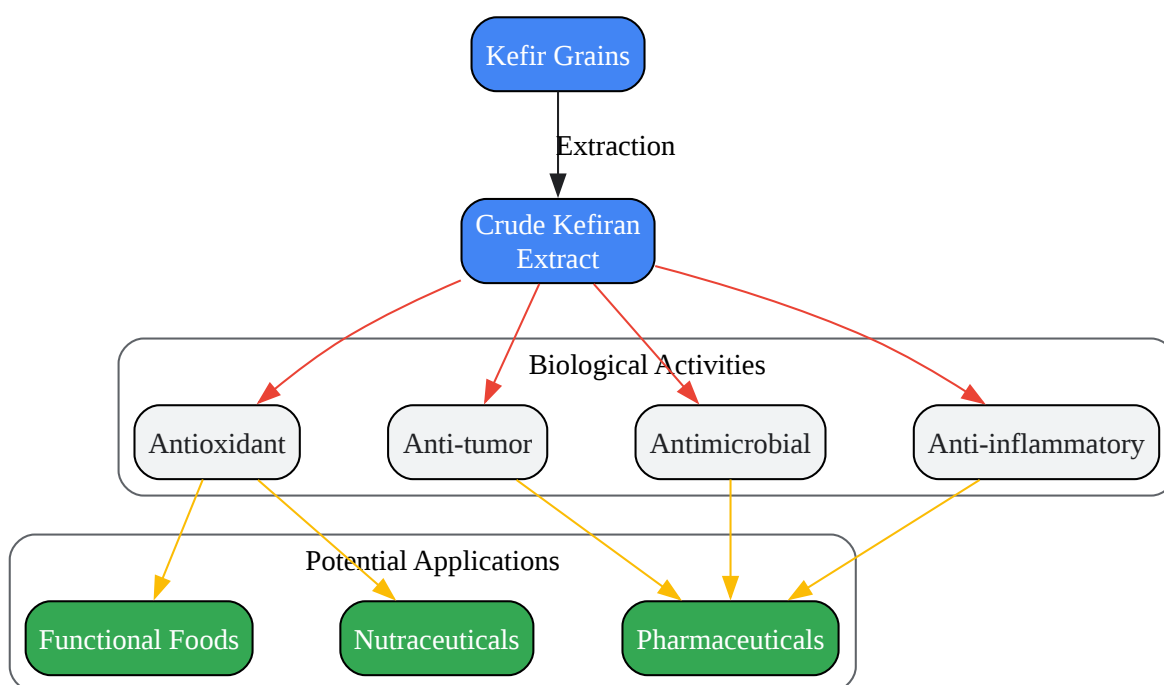 Kefir Grains
Extraction
Crude Kefiran
Extract
Biological Activities
Antioxidant
Anti-tumor
Antimicrobial
Anti-inflammatory
Potential Applications
Functional Foods
Nutraceuticals
Pharmaceuticals